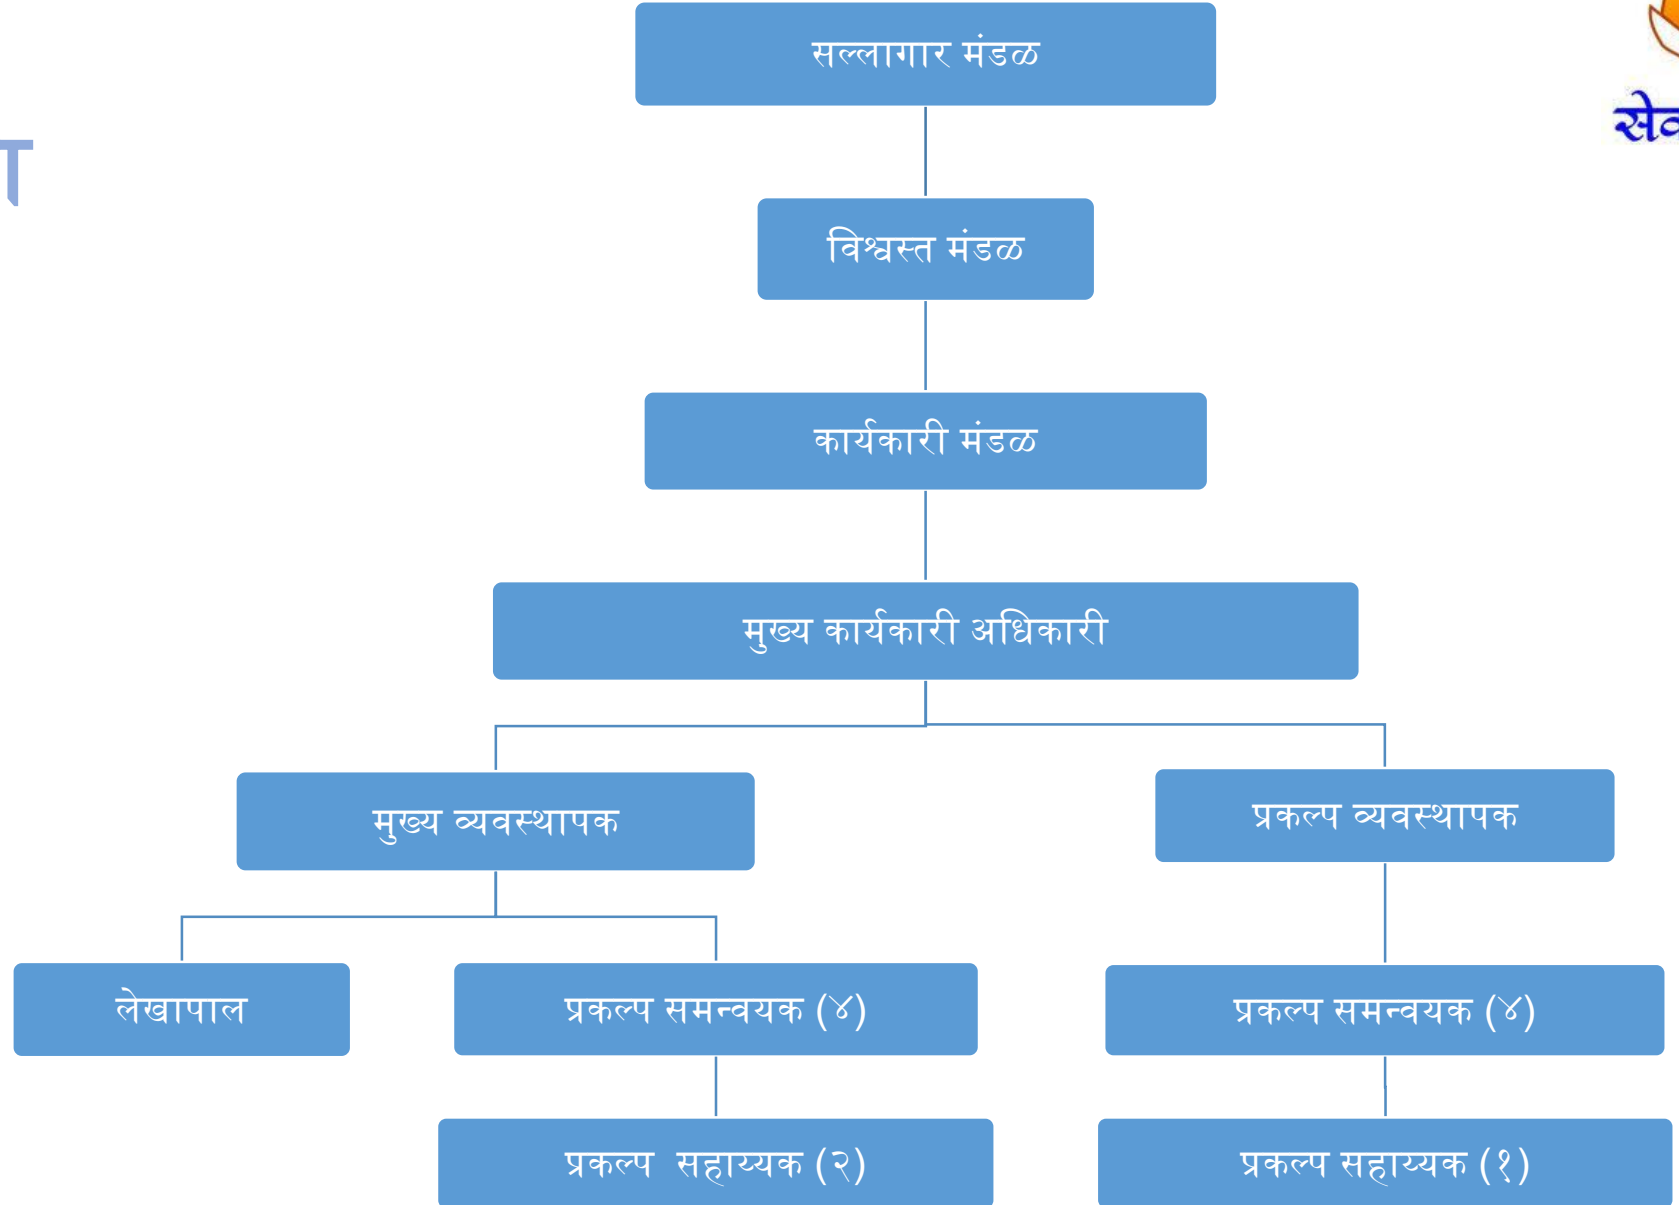 सल्लागार मंडळ
विश्वस्त मंडळ
कार्यकारी मंडळ
मुख्य कार्यकारी अधिकारी
मुख्य व्यवस्थापक
प्रकल्प व्यवस्थापक
लेखापाल
प्रकल्प समन्वयक (४)
प्रकल्प समन्वयक (४)
प्रकल्प सहाय्यक (२)
प्रकल्प सहाय्यक (१)